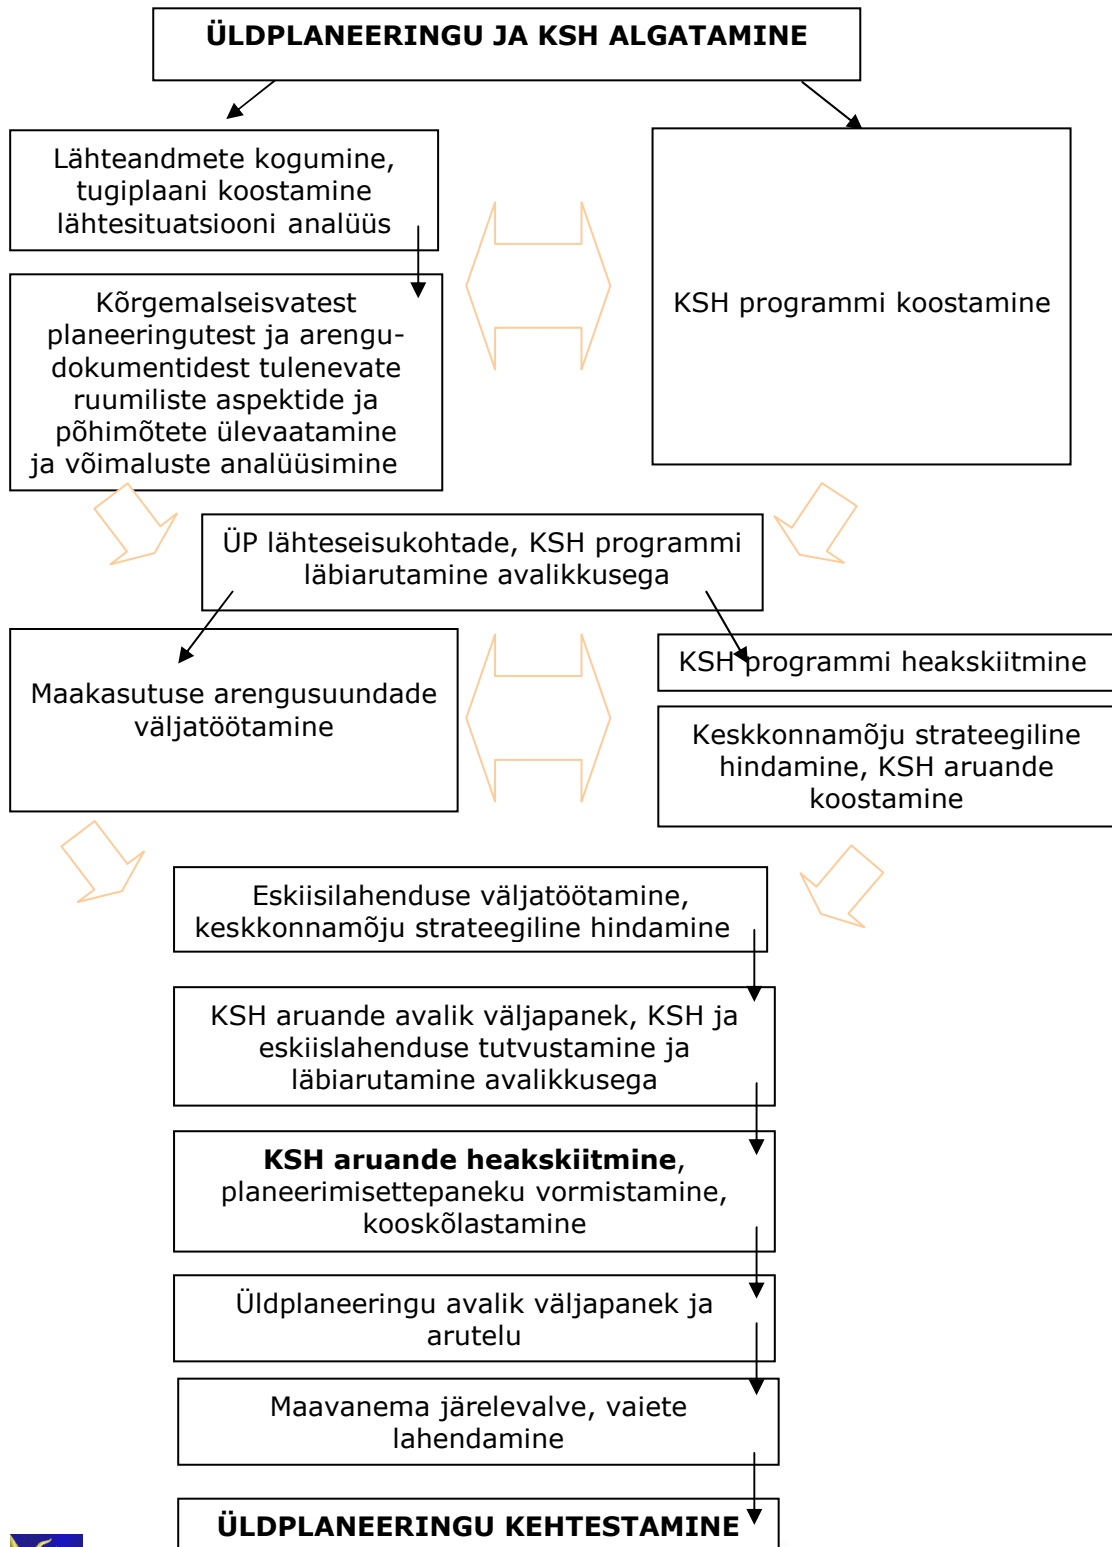 ÜLDPLANEERINGU JA KSH ALGATAMINE
Lähteandmete kogumine,
tugiplaani koostamine
lähtesituatsiooni analüüs
Kõrgemalseisvatest
planeeringutest ja arengu-
dokumentidest tulenevate
ruumiliste aspektide ja
põhimõtete ülevaatamine
ja võimaluste analüüsimine
KSH programmi koostamine
ÜP lähteseisukohtade, KSH programmi
läbiarutamine avalikkusega
Maakasutuse arengusuundade
väljatöötamine
KSH programmi heakskiitmine
Keskkonnamõju strateegiline
hindamine, KSH aruande
koostamine
Eskiisilahenduse väljatöötamine,
keskkonnamõju strateegiline hindamine
KSH aruande avalik väljapanek, KSH ja
eskiislahenduse tutvustamine ja
läbiarutamine avalikkusega
KSH aruande heakskiitmine,
planeerimisettepaneku vormistamine,
kooskõlastamine
Üldplaneeringu avalik väljapanek ja
arutelu
Maavanema järelevalve, vaiete
lahendamine
ÜLDPLANEERINGU KEHTESTAMINE